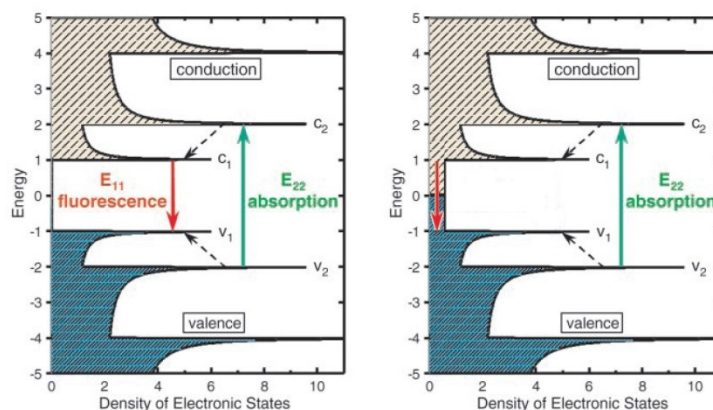 5
4
3
2
1
0
-1
-2
-3
-4
-5
Energy
conduction
c2
c1
E11
fluorescence
E22
absorption
v1
v2
valence
0 2 4 6 8 10
Density of Electronic States
5
4
3
2
1
0
-1
-2
-3
-4
-5
Energy
conduction
c2
c1
E22
absorption
v1
v2
valence
0 2 4 6 8 10
Density of Electronic States